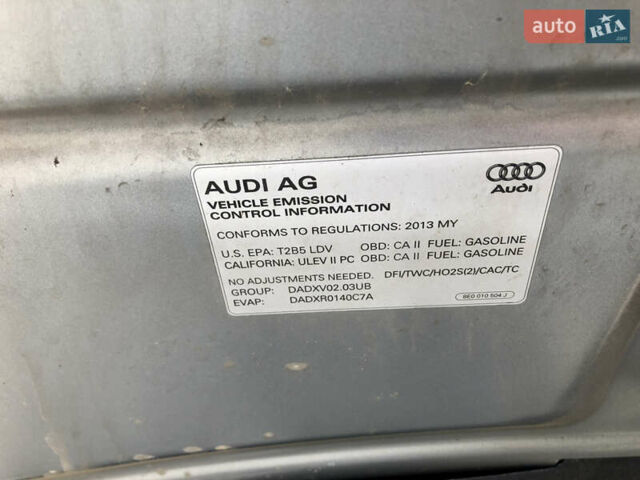 auto RIA.com
AUDI AG
Audi
VEHICLE EMISSION
CONTROL INFORMATION
CONFORMS TO REGULATIONS: 2013 MY
U.S. EPA: T2B5 LDV OBD: CA II FUEL: GASOLINE
CALIFORNIA: ULEV II PC OBD: CA II FUEL: GASOLINE
NO ADJUSTMENTS NEEDED. DFI/TWC/HO2S(2)/CAC/TC
GROUP: DADXV02.03UB
EVAP: DADXR0140C7A
8E0 010 504 J